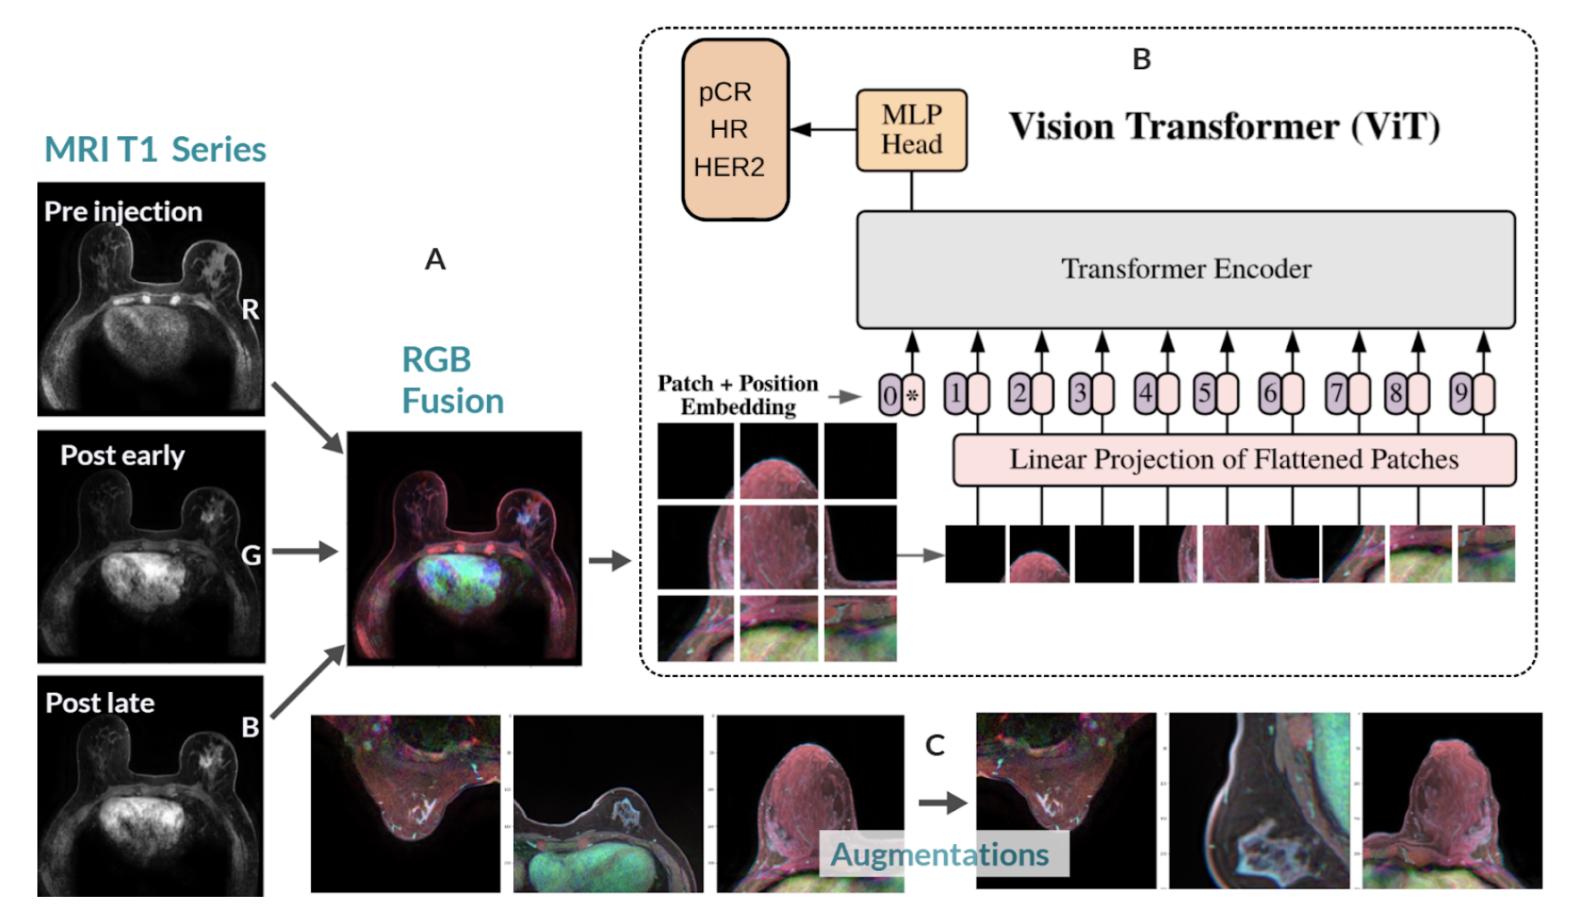 MRI T1 Series
Pre injection
R
Post early
G
Post late
B
A
RGB
Fusion
B
pCR
HR
HER2
MLP
Head
Vision Transformer (ViT)
Transformer Encoder
Patch + Position
Embedding
0 * 1 2 3 4 5 6 7 8 9
Linear Projection of Flattened Patches
C
Augmentations